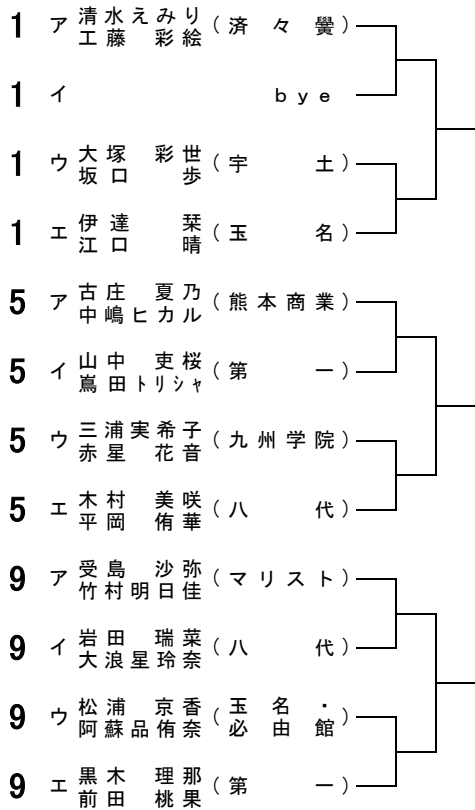 1 ア 清水えみり 工藤 彩絵 (済々黌)
1 イ bye
1 ウ 大塚 彩世 坂口 歩 (宇土)
1 エ 伊達 栞 江口 晴 (玉名)
5 ア 古庄 夏乃 中嶋ヒカル (熊本商業)
5 イ 山中 吏桜 嶌田トリシャ (第一)
5 ウ 三浦実希子 赤星 花音 (九州学院)
5 エ 木村 美咲 平岡 侑華 (八代)
9 ア 受島 沙弥 竹村明日佳 (マリスト)
9 イ 岩田 瑞菜 大浪星玲奈 (八代)
9 ウ 松浦 京香 阿蘇品侑奈 (玉名・必由館)
9 エ 黒木 理那 前田 桃果 (第一)